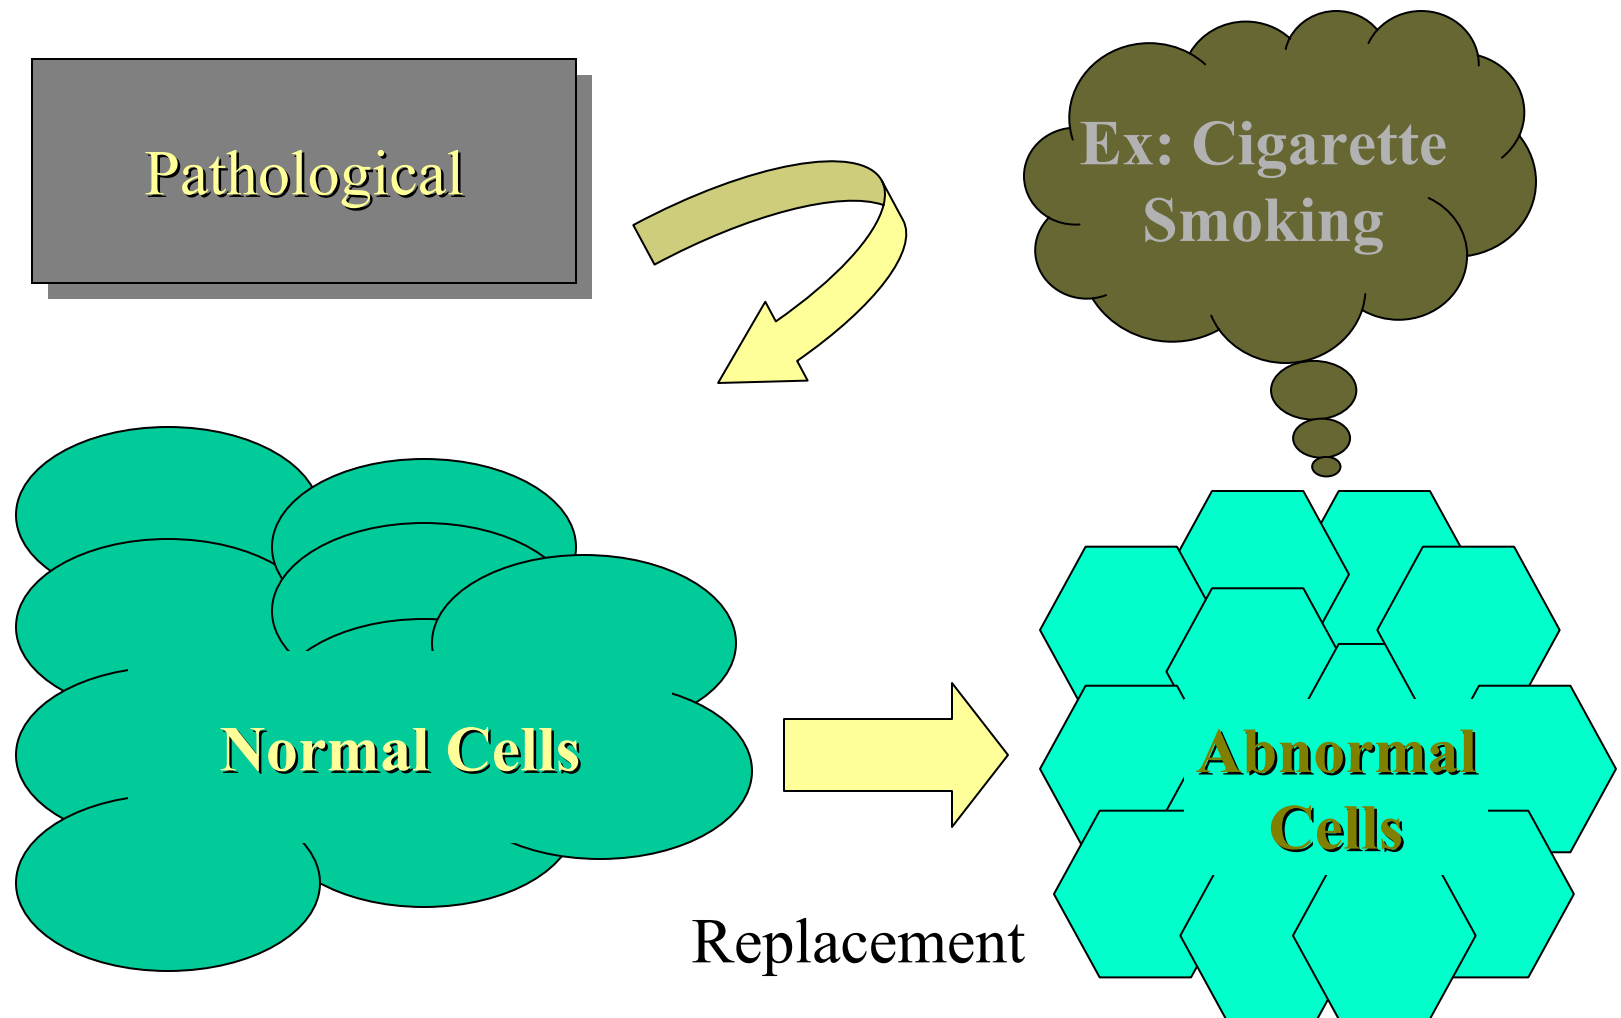 Pathological
Ex: Cigarette
Smoking
Normal Cells
Abnormal
Cells
Replacement